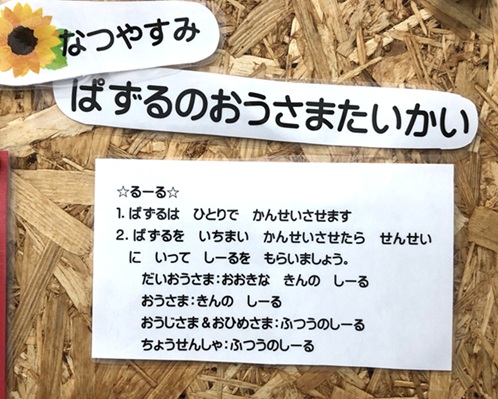 なつやすみ
ぱずるのおうさまたいかい
☆るーる☆
1. ぱずるは　ひとりで　かんせいさせます
2. ぱずるを　いちまい　かんせいさせたら　せんせい
に　いって　しーるを　もらいましょう。
だいおうさま：おおきな　きんの　しーる
おうさま：きんの　しーる
おうじさま＆おひめさま：ふつうのしーる
ちょうせんしゃ：ふつうのしーる